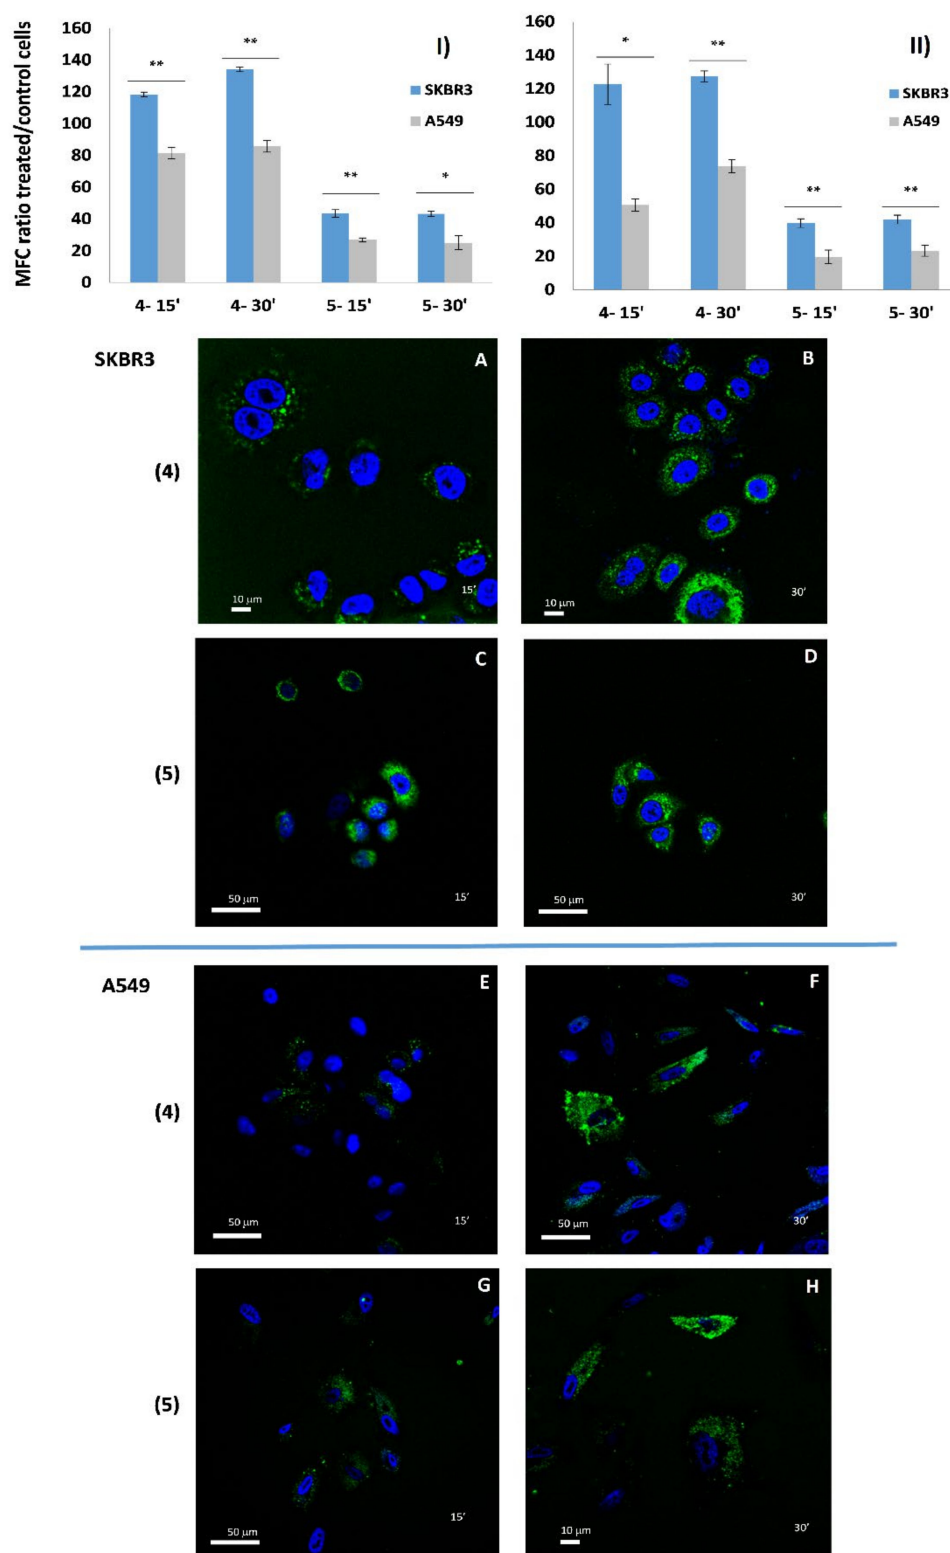 MFC ratio treated/control cells
160
140
120
100
80
60
40
20
0
I)
**
**
**
*
SKBR3
A549
4- 15'
4- 30'
5- 15'
5- 30'
160
140
120
100
80
60
40
20
0
II)
*
**
**
**
SKBR3
A549
4- 15'
4- 30'
5- 15'
5- 30'
SKBR3
(4)
A
10 µm
15'
B
10 µm
30'
(5)
C
50 µm
15'
D
50 µm
30'
A549
(4)
E
50 µm
15'
F
50 µm
30'
(5)
G
50 µm
15'
H
10 µm
30'